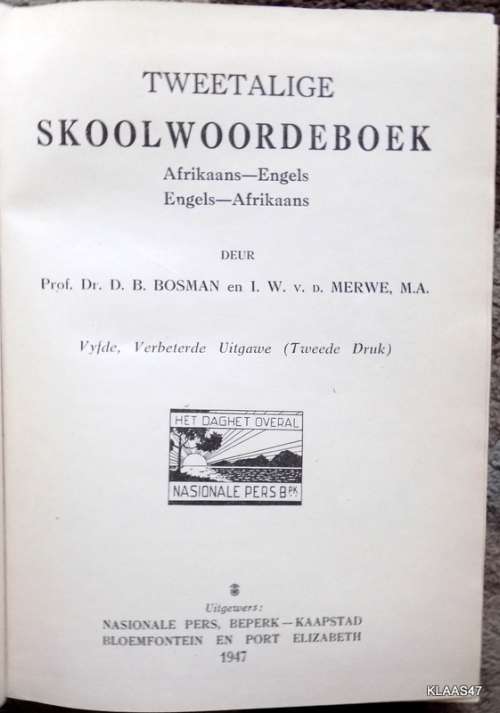 TWEETALIGE
SKOOLWOORDEBOEK
Afrikaans—Engels
Engels—Afrikaans
DEUR
Prof. Dr. D. B. BOSMAN en I. W. v. D. MERWE, M.A.
Vyfde, Verbeterde Uitgawe (Tweede Druk)
HET DAGHET OVERAL
NASIONALE PERS BPK
Uitgewers:
NASIONALE PERS, BEPERK—KAAPSTAD
BLOEMFONTEIN EN PORT ELIZABETH
1947
KLAAS47